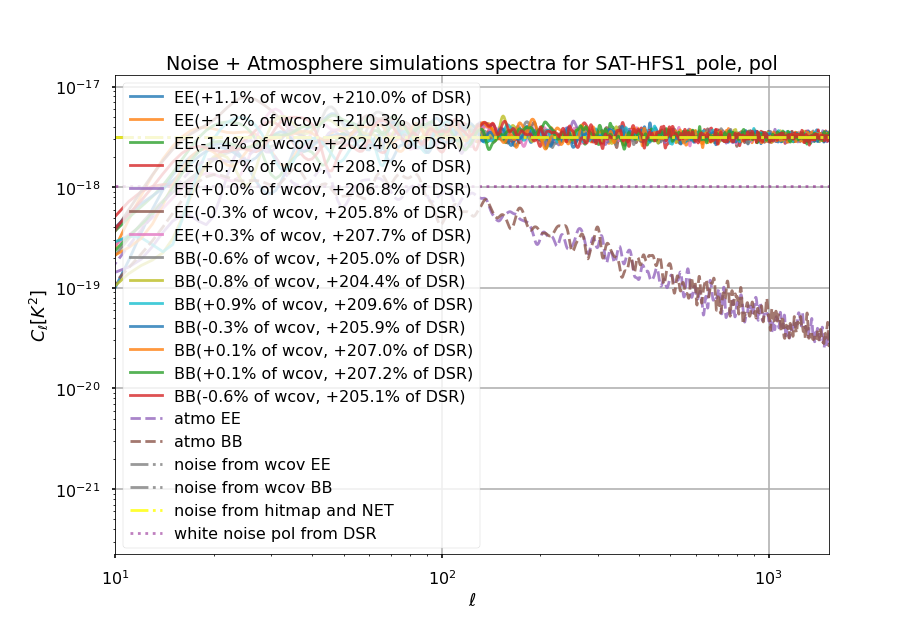 Noise + Atmosphere simulations spectra for SAT-HFS1_pole, pol
10⁻¹⁷
10⁻¹⁸
10⁻¹⁹
10⁻²⁰
10⁻²¹
C_ℓ[K²]
EE(+1.1% of wcov, +210.0% of DSR)
EE(+1.2% of wcov, +210.3% of DSR)
EE(-1.4% of wcov, +202.4% of DSR)
EE(+0.7% of wcov, +208.7% of DSR)
EE(+0.0% of wcov, +206.8% of DSR)
EE(-0.3% of wcov, +205.8% of DSR)
EE(+0.3% of wcov, +207.7% of DSR)
BB(-0.6% of wcov, +205.0% of DSR)
BB(-0.8% of wcov, +204.4% of DSR)
BB(+0.9% of wcov, +209.6% of DSR)
BB(-0.3% of wcov, +205.9% of DSR)
BB(+0.1% of wcov, +207.0% of DSR)
BB(+0.1% of wcov, +207.2% of DSR)
BB(-0.6% of wcov, +205.1% of DSR)
atmo EE
atmo BB
noise from wcov EE
noise from wcov BB
noise from hitmap and NET
white noise pol from DSR
10¹ 10² 10³
ℓ